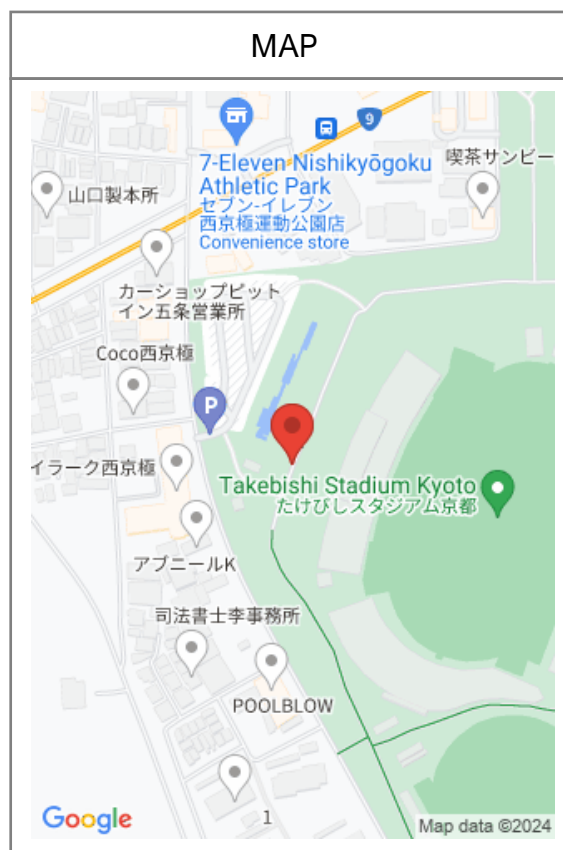 MAP
9
7-Eleven Nishikyōgoku
Athletic Park
セブン-イレブン
西京極運動公園店
Convenience store
喫茶サンビー
山口製本所
カーショップピット
イン五条営業所
Coco西京極
P
イラーク西京極
Takebishi Stadium Kyoto
たけびしスタジアム京都
アブニールK
司法書士李事務所
POOLBLOW
1
Google
Map data ©2024